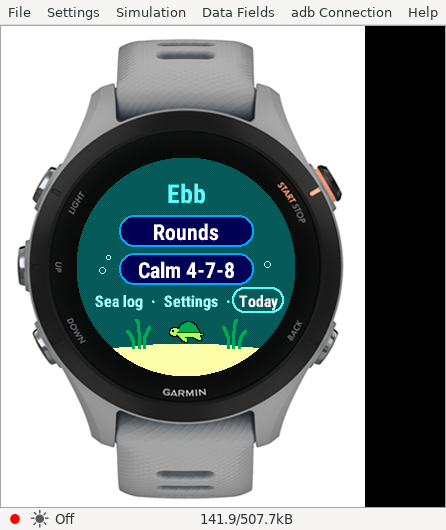 File Settings Simulation Data Fields adb Connection Help
LIGHT
START STOP
UP
DOWN
BACK
Ebb
Rounds
Calm 4-7-8
Sea log · Settings · Today
GARMIN
Off 141.9/507.7kB